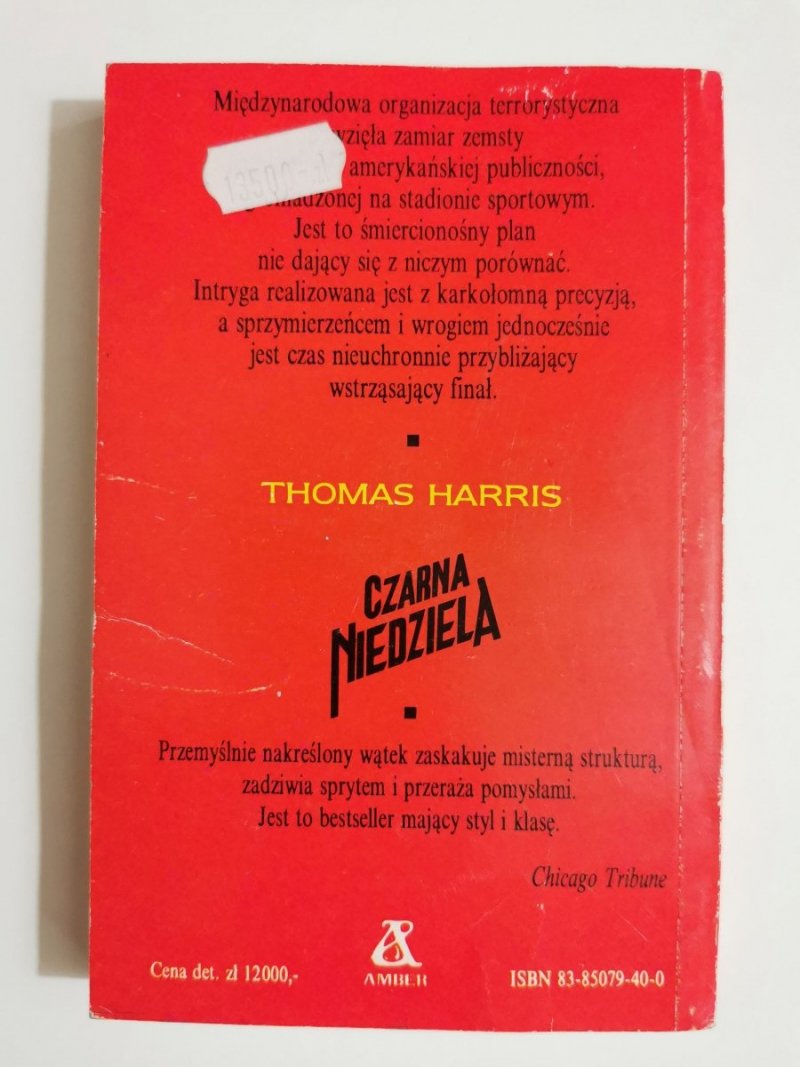 Międzynarodowa organizacja terrorystyczna
zamiar zemsty
13500,- zł
amerykańskiej publiczności,
na stadionie sportowym.
Jest to śmiercionośny plan
nie dający się z niczym porównać.
Intryga realizowana jest z karkołomną precyzją,
a sprzymierzeńcem i wrogiem jednocześnie
jest czas nieuchronnie przybliżający
wstrząsający finał.
THOMAS HARRIS
CZARNA
NIEDZIELA
Przemyślnie nakreślony wątek zaskakuje misterną strukturą,
zadziwia sprytem i przeraża pomysłami.
Jest to bestseller mający styl i klasę.
Chicago Tribune
A
AMBER
Cena det. zł 12000,-
ISBN 83-85079-40-0